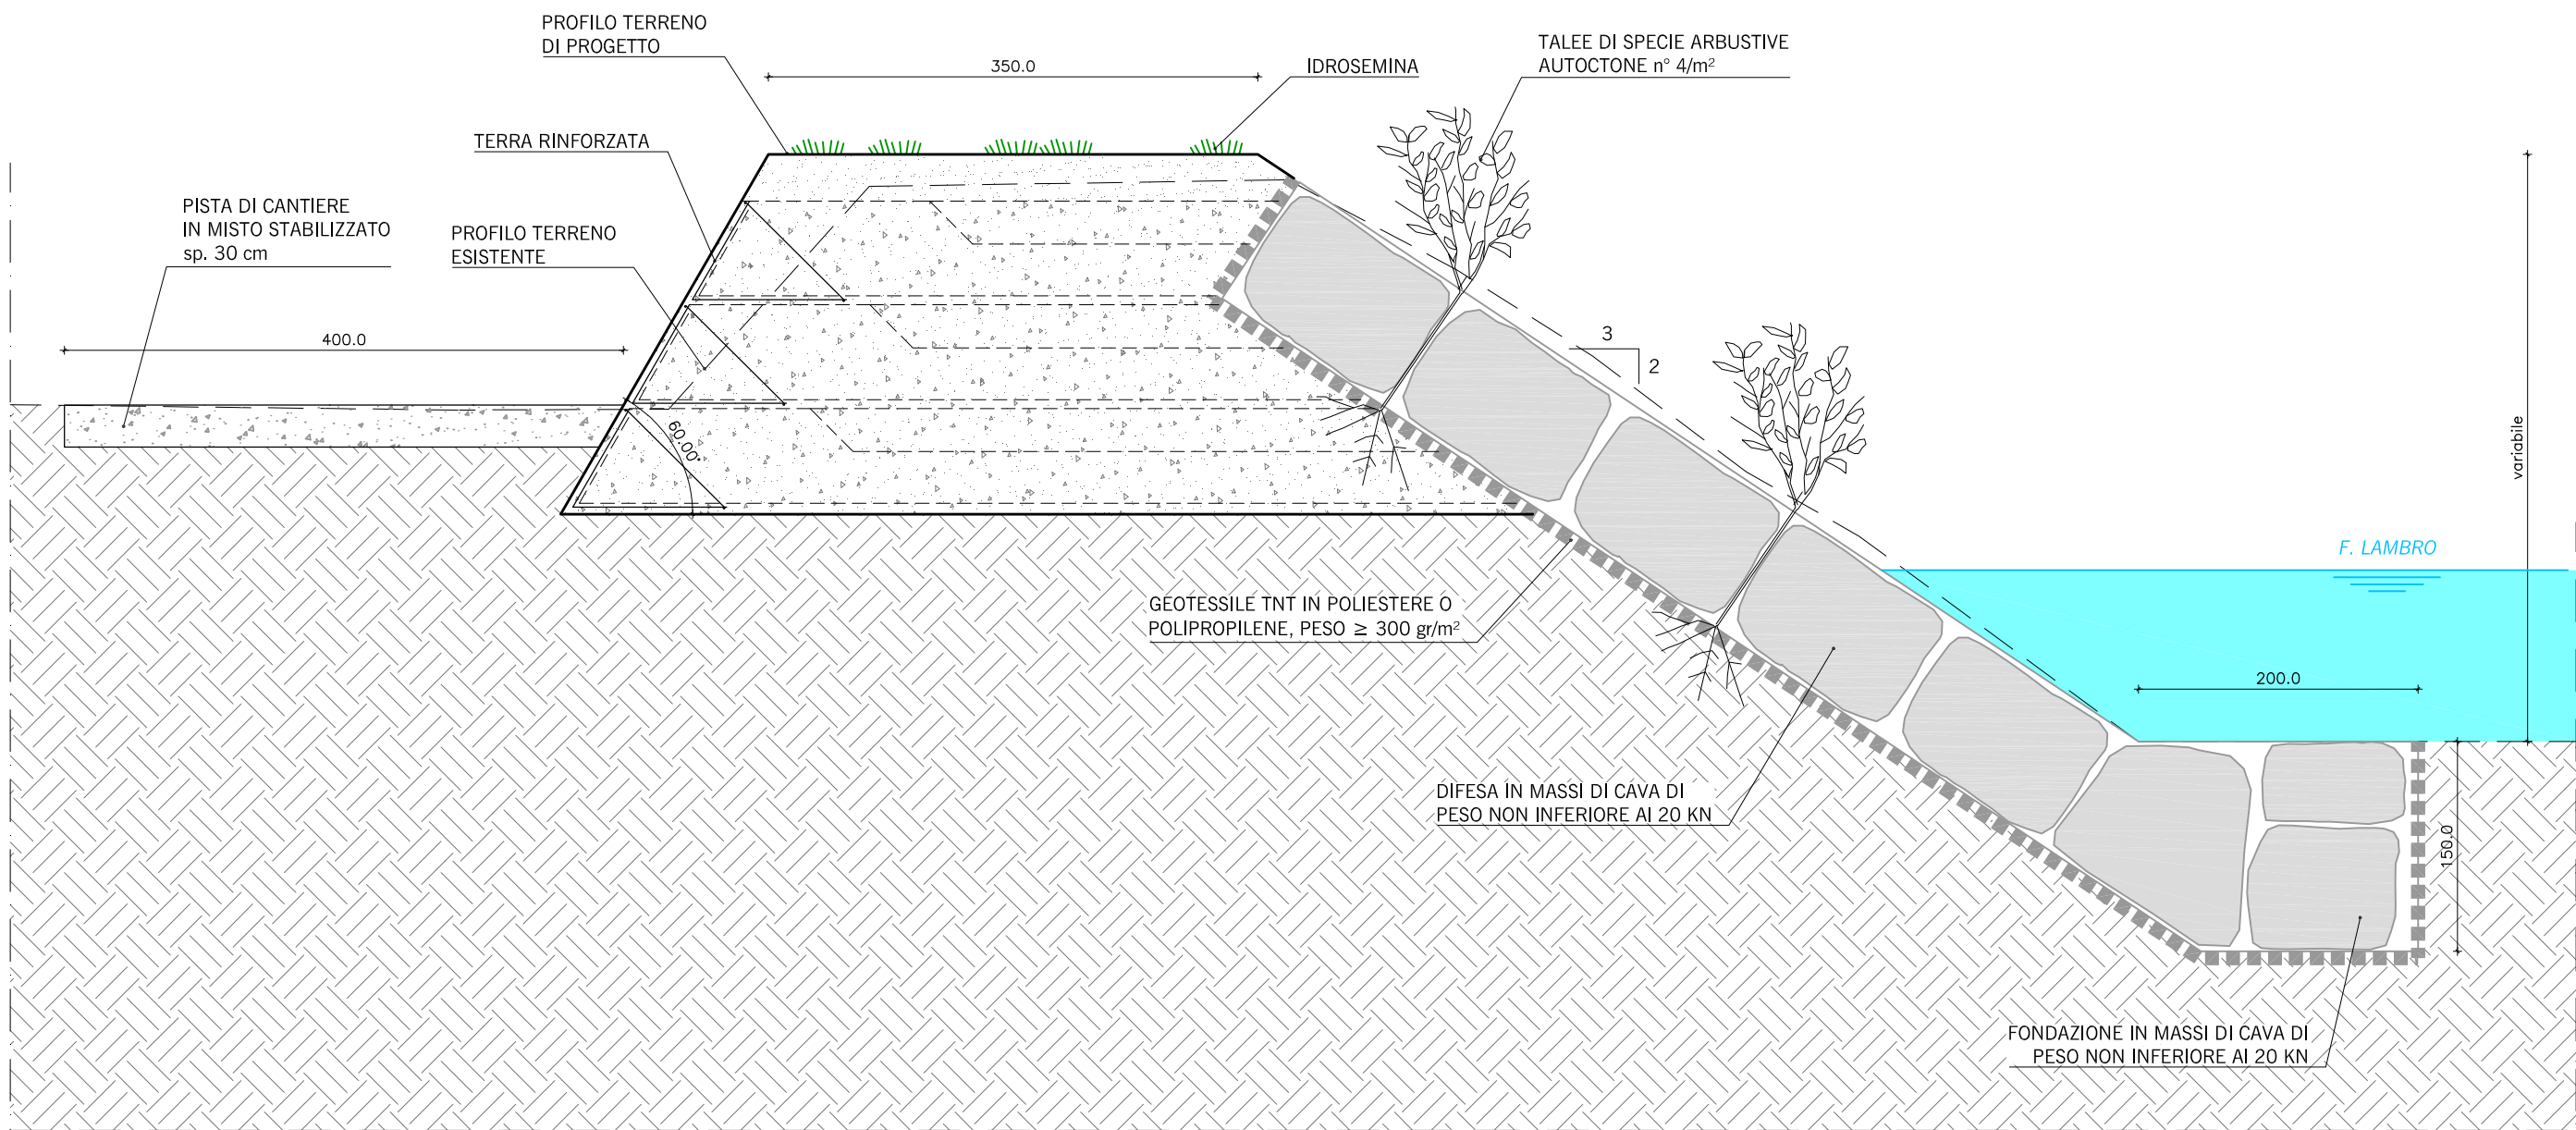 PROFILO TERRENO
DI PROGETTO
350.0
IDROSEMINA
TALEE DI SPECIE ARBUSTIVE
AUTOCTONE n° 4/m²
TERRA RINFORZATA
PISTA DI CANTIERE
IN MISTO STABILIZZATO
sp. 30 cm
PROFILO TERRENO
ESISTENTE
400.0
3
2
60.00°
variabile
F. LAMBRO
GEOTESSILE TNT IN POLIESTERE O
POLIPROPILENE, PESO ≥ 300 gr/m²
200.0
DIFESA IN MASSI DI CAVA DI
PESO NON INFERIORE AI 20 KN
150.0
FONDAZIONE IN MASSI DI CAVA DI
PESO NON INFERIORE AI 20 KN